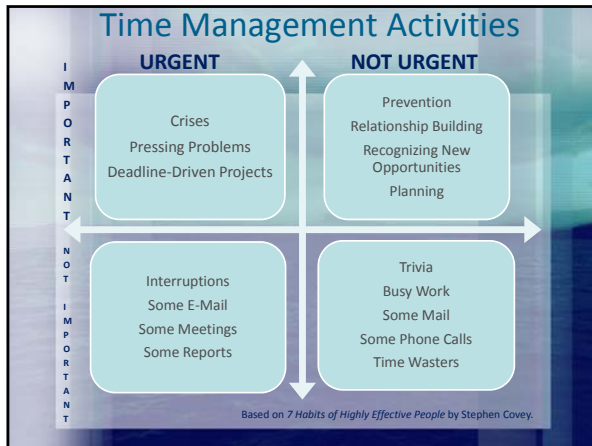 Time Management Activities
URGENT
NOT URGENT
IMPORTANT
Crises
Pressing Problems
Deadline-Driven Projects
Prevention
Relationship Building
Recognizing New
Opportunities
Planning
NOT IMPORTANT
Interruptions
Some E-Mail
Some Meetings
Some Reports
Trivia
Busy Work
Some Mail
Some Phone Calls
Time Wasters
Based on 7 Habits of Highly Effective People by Stephen Covey.